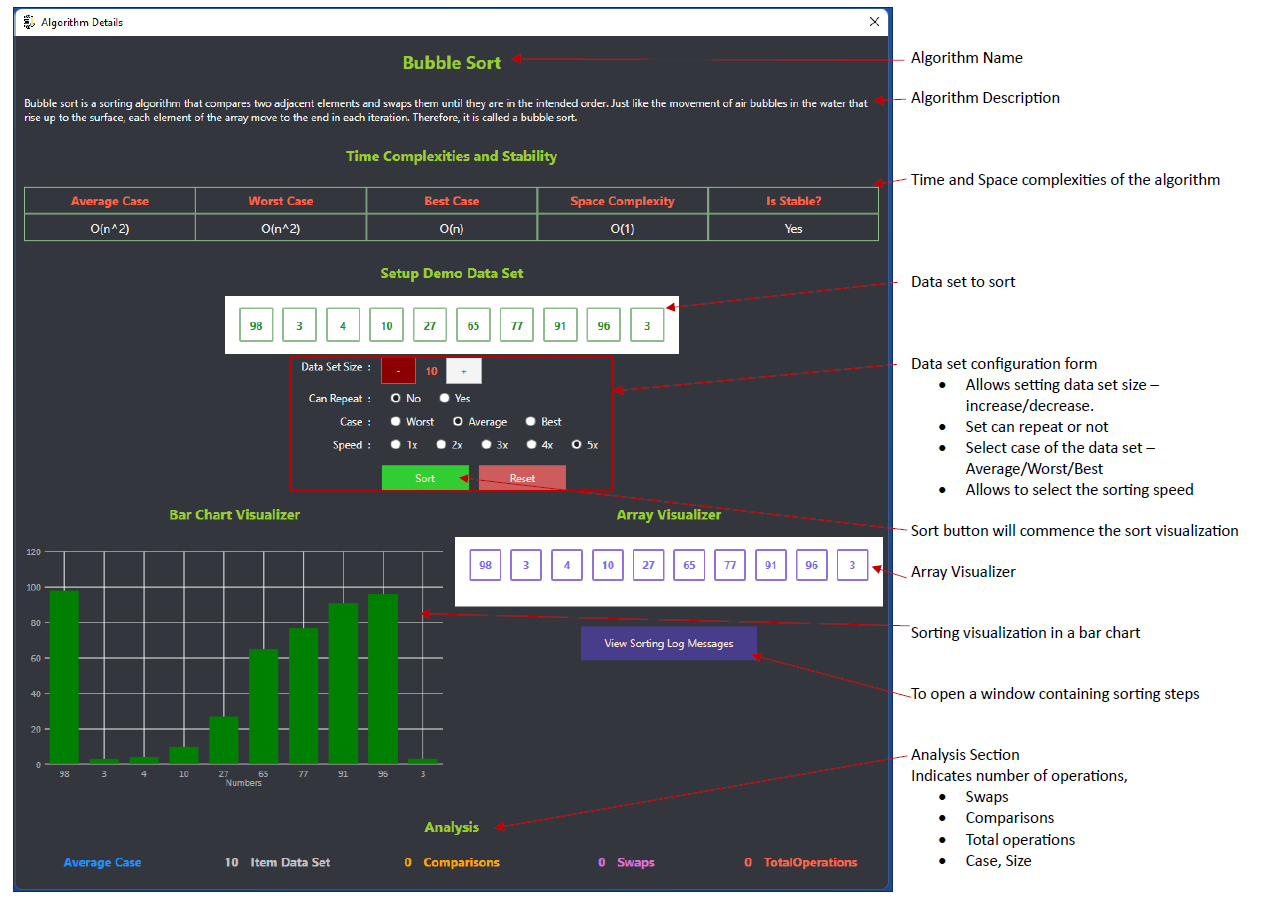 Algorithm Details
Bubble Sort
Algorithm Name
Bubble sort is a sorting algorithm that compares two adjacent elements and swaps them until they are in the intended order. Just like the movement of air bubbles in the water that
rise up to the surface, each element of the array move to the end in each iteration. Therefore, it is called a bubble sort.
Algorithm Description
Time Complexities and Stability
Time and Space complexities of the algorithm
Average Case Worst Case Best Case Space Complexity Is Stable?
O(n^2) O(n^2) O(n) O(1) Yes
Setup Demo Data Set
Data set to sort
98 3 4 10 27 65 77 91 96 3
Data Set Size : - 10 +
Can Repeat : No Yes
Case : Worst Average Best
Speed : 1x 2x 3x 4x 5x
Sort Reset
Data set configuration form
• Allows setting data set size –
increase/decrease.
• Set can repeat or not
• Select case of the data set –
Average/Worst/Best
• Allows to select the sorting speed
Sort button will commence the sort visualization
Bar Chart Visualizer
120
100
80
60
40
20
0
98 3 4 10 27 65 77 91 96 3
Numbers
Array Visualizer
98 3 4 10 27 65 77 91 96 3
Array Visualizer
Sorting visualization in a bar chart
View Sorting Log Messages
To open a window containing sorting steps
Analysis Section
Indicates number of operations,
• Swaps
• Comparisons
• Total operations
• Case, Size
Analysis
Average Case 10 Item Data Set 0 Comparisons 0 Swaps 0 TotalOperations